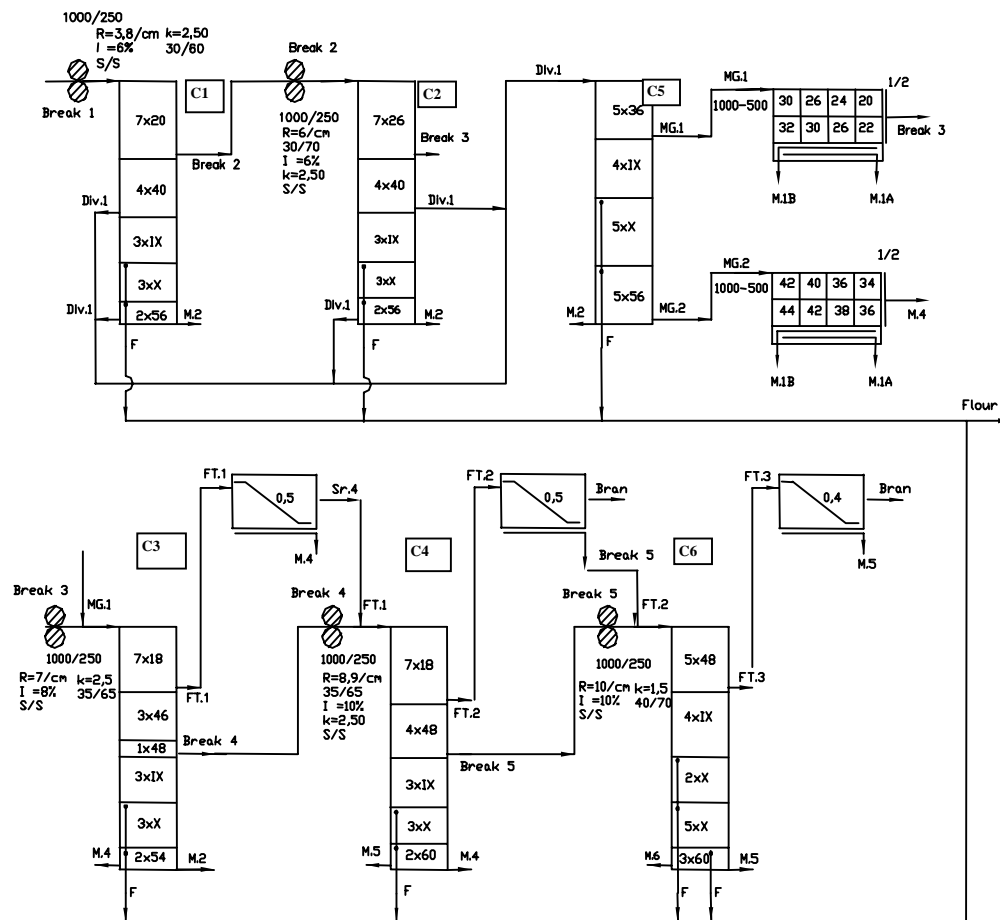 1000/250
R=3,8/cm k=2,50
I =6% 30/60
S/S
Break 1
C1
7x20
4x40
3xIX
3xX
2x56
Break 2
Div.1
Div.1
M.2
F
Break 2
1000/250
R=6/cm
30/70
I =6%
k=2,50
S/S
C2
7x26
4x40
3xIX
3xX
2x56
Break 3
Div.1
Div.1
M.2
F
Div.1
C5
5x36
4xIX
5xX
5x56
MG.1
MG.2
M.2
F
MG.1
1000-500
30 26 24 20
32 30 26 22
1/2
Break 3
M.1B
M.1A
MG.2
1000-500
42 40 36 34
44 42 38 36
1/2
M.4
M.1B
M.1A
Flour
FT.1
0,5
Sr.4
M.4
FT.2
0,5
Bran
Break 5
FT.3
0,4
Bran
M.5
C3
Break 3
MG.1
1000/250
R=7/cm k=2,5
I =8% 35/65
S/S
7x18
3x46
1x48
3xIX
3xX
2x54
FT.1
Break 4
M.4
M.2
F
C4
Break 4
FT.1
1000/250
R=8,9/cm
35/65
I =10%
k=2,50
S/S
7x18
4x48
3xIX
3xX
2x60
FT.2
Break 5
M.5
M.4
F
C6
Break 5
FT.2
1000/250
R=10/cm k=1,5
I =10% 40/70
S/S
5x48
4xIX
2xX
5xX
3x60
FT.3
M.6
M.5
F
F